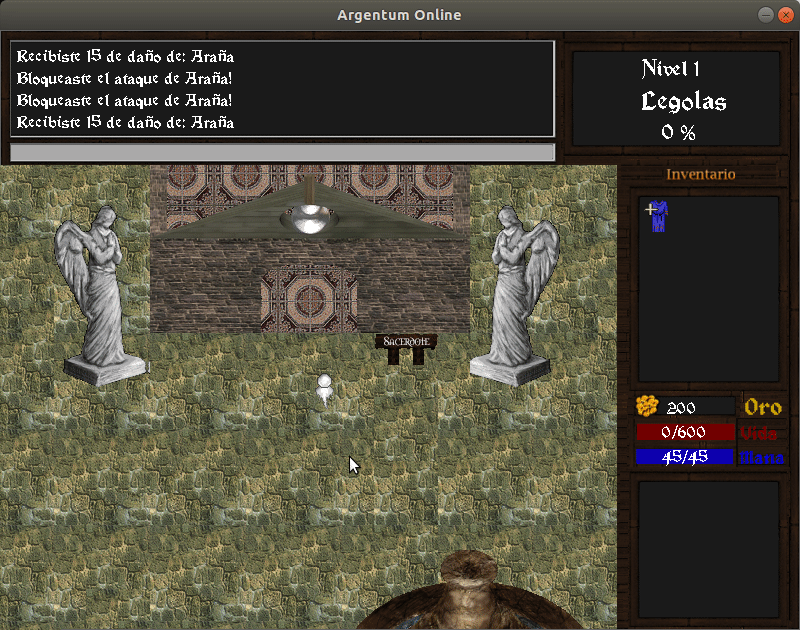 Argentum Online
Recibiste 15 de daño de: Araña
Bloqueaste el ataque de Araña!
Bloqueaste el ataque de Araña!
Recibiste 15 de daño de: Araña
Nivel 1
Legolas
0 %
Inventario
SACERDOTE
200 Oro
0/600 Vida
45/45 Mana